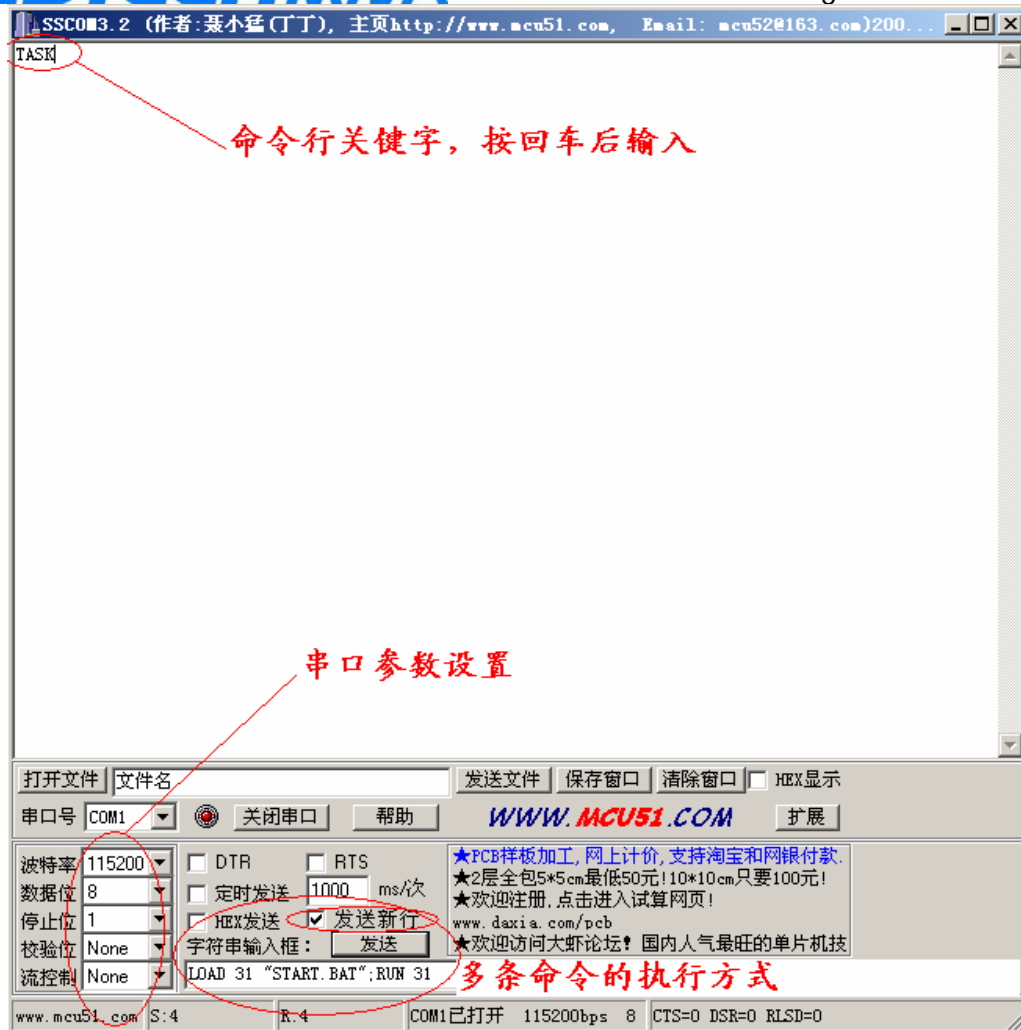 SSCOM3.2 (作者:聂小猛(丁丁), 主页http://www.mcu51.com, Email: mcu52@163.com)200...
TASK
命令行关键字，按回车后输入
串口参数设置
打开文件 文件名 发送文件 保存窗口 清除窗口 HEX显示
串口号 COM1 关闭串口 帮助 WWW.MCU51.COM 扩展
波特率 115200 DTR RTS ★PCB样板加工,网上计价,支持淘宝和网银付款.
数据位 8 定时发送 1000 ms/次 ★2层全包5*5cm最低50元!10*10cm只要100元!
停止位 1 HEX发送 发送新行 ★欢迎注册,点击进入试算网页!
www.daxia.com/pcb
校验位 None 字符串输入框： 发送 ★欢迎访问大虾论坛! 国内人气最旺的单片机技
流控制 None LOAD 31 "START.BAT";RUN 31 多条命令的执行方式
www.mcu51.com S:4 R:4 COM1已打开 115200bps 8 CTS=0 DSR=0 RLSD=0